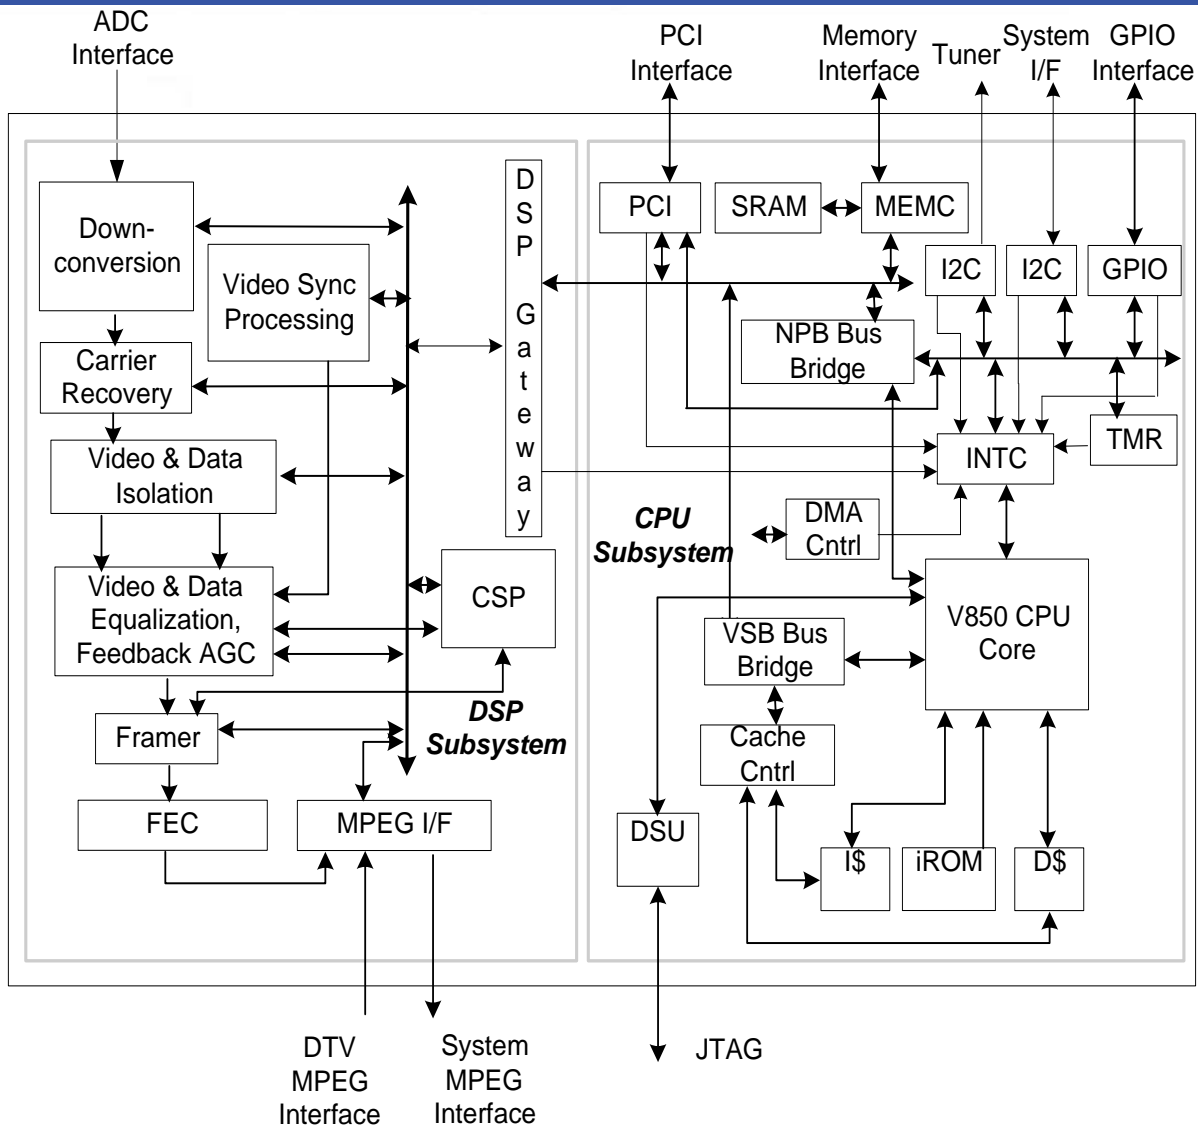 ADC
Interface
PCI
Interface
Memory
Interface
Tuner
System
I/F
GPIO
Interface
Down-
conversion
Video Sync
Processing
Carrier
Recovery
Video & Data
Isolation
Video & Data
Equalization,
Feedback AGC
Framer
FEC
MPEG I/F
CSP
DSP
Subsystem
D
S
P
G
a
t
e
w
a
y
PCI
SRAM
MEMC
I2C
I2C
GPIO
NPB Bus
Bridge
INTC
TMR
CPU
Subsystem
DMA
Cntrl
V850 CPU
Core
VSB Bus
Bridge
Cache
Cntrl
DSU
I$
iROM
D$
DTV
MPEG
Interface
System
MPEG
Interface
JTAG